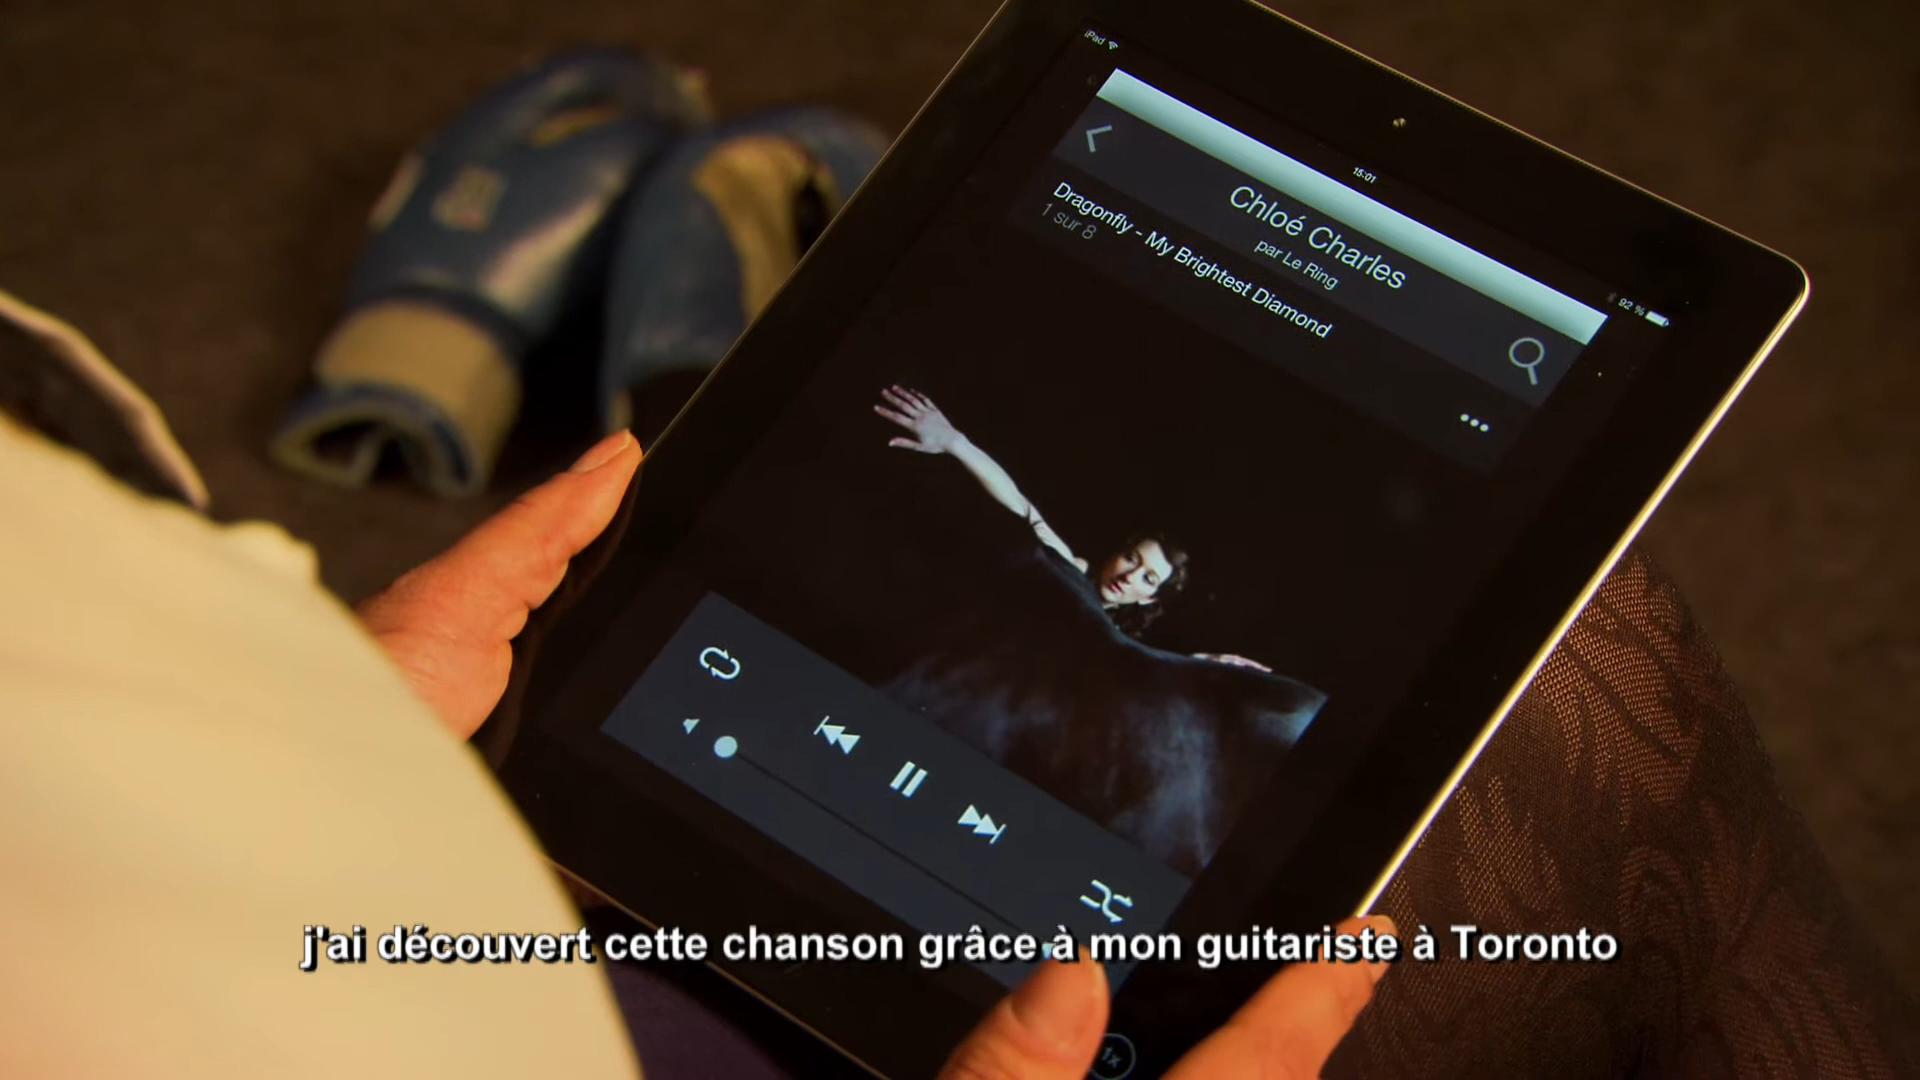 iPad
15:01
92 %
Chloé Charles
par Le Ring
Dragonfly - My Brightest Diamond
1 sur 8
j'ai découvert cette chanson grâce à mon guitariste à Toronto
1x